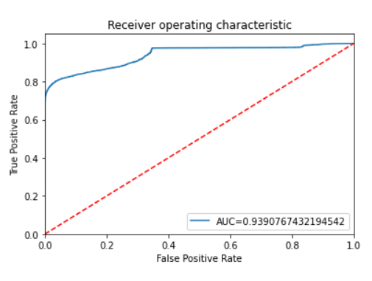 Receiver operating characteristic
1.0
0.8
0.6
0.4
0.2
0.0
True Positive Rate
AUC=0.9390767432194542
0.0 0.2 0.4 0.6 0.8 1.0
False Positive Rate